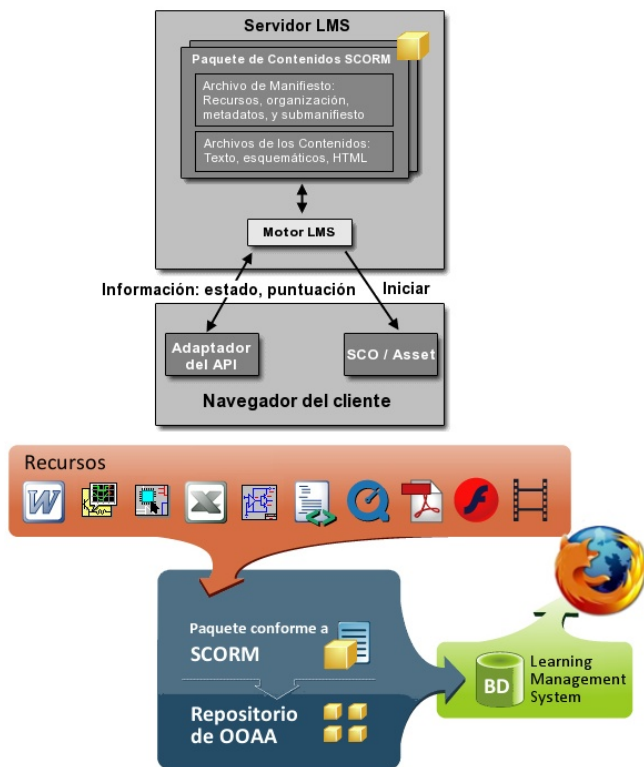 Servidor LMS
Paquete de Contenidos SCORM
Archivo de Manifiesto:
Recursos, organización,
metadatos, y submanifiesto
Archivos de los Contenidos:
Texto, esquemáticos, HTML
Motor LMS
Información: estado, puntuación
Iniciar
Adaptador
del API
SCO / Asset
Navegador del cliente
Recursos
W
X
Paquete conforme a
SCORM
Repositorio
de OOAA
BD
Learning
Management
System